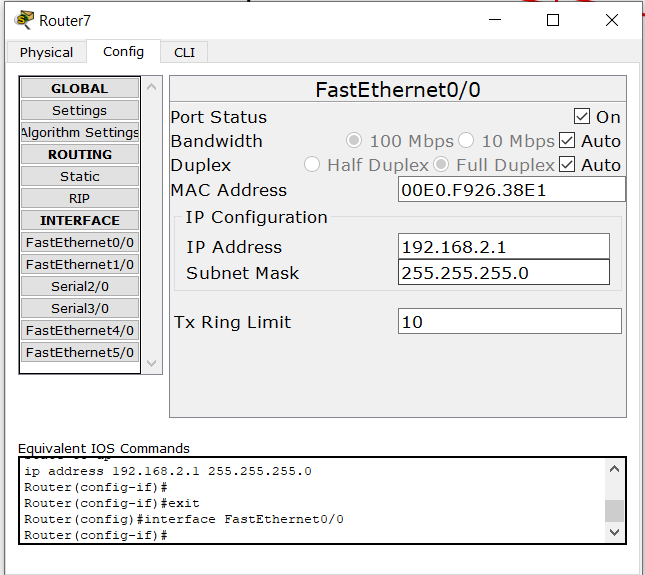 Router7
Physical Config CLI
GLOBAL
Settings
Algorithm Settings
ROUTING
Static
RIP
INTERFACE
FastEthernet0/0
FastEthernet1/0
Serial2/0
Serial3/0
FastEthernet4/0
FastEthernet5/0
FastEthernet0/0
Port Status On
Bandwidth 100 Mbps 10 Mbps Auto
Duplex Half Duplex Full Duplex Auto
MAC Address 00E0.F926.38E1
IP Configuration
IP Address 192.168.2.1
Subnet Mask 255.255.255.0
Tx Ring Limit 10
Equivalent IOS Commands
ip address 192.168.2.1 255.255.255.0
Router(config-if)#
Router(config-if)#exit
Router(config)#interface FastEthernet0/0
Router(config-if)#